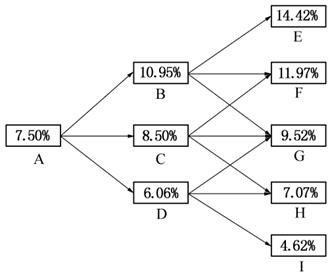 14.42%
E
10.95%
B
11.97%
F
7.50%
A
8.50%
C
9.52%
G
6.06%
D
7.07%
H
4.62%
I